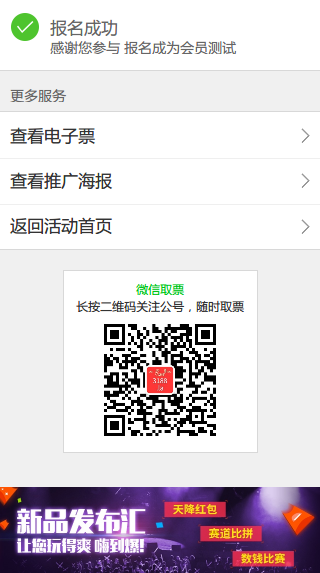 报名成功
感谢您参与 报名成为会员测试
更多服务
查看电子票
查看推广海报
返回活动首页
微信取票
长按二维码关注公号，随时取票
3188
新品发布汇
让您玩得爽 嗨到爆!
天降红包
赛道比拼
数钱比赛